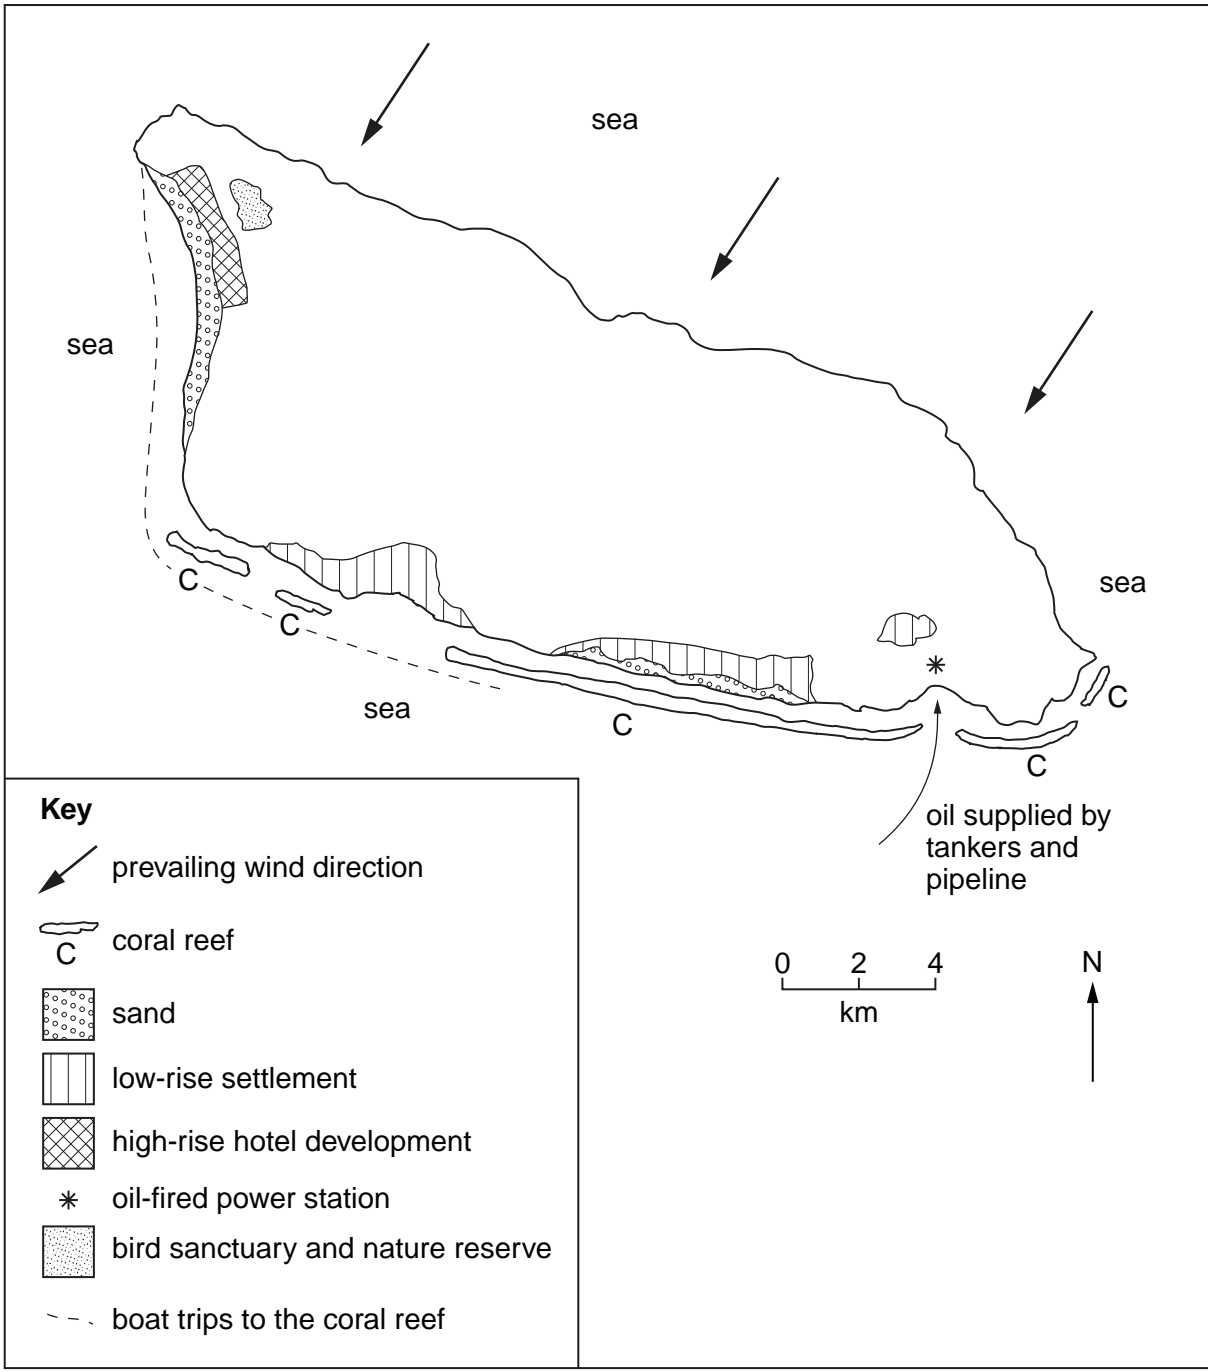 sea
sea
sea
C
C
sea
C
C
C
oil supplied by
tankers and
pipeline
0 2 4
km
N
Key
prevailing wind direction
C
coral reef
sand
low-rise settlement
high-rise hotel development
oil-fired power station
bird sanctuary and nature reserve
boat trips to the coral reef